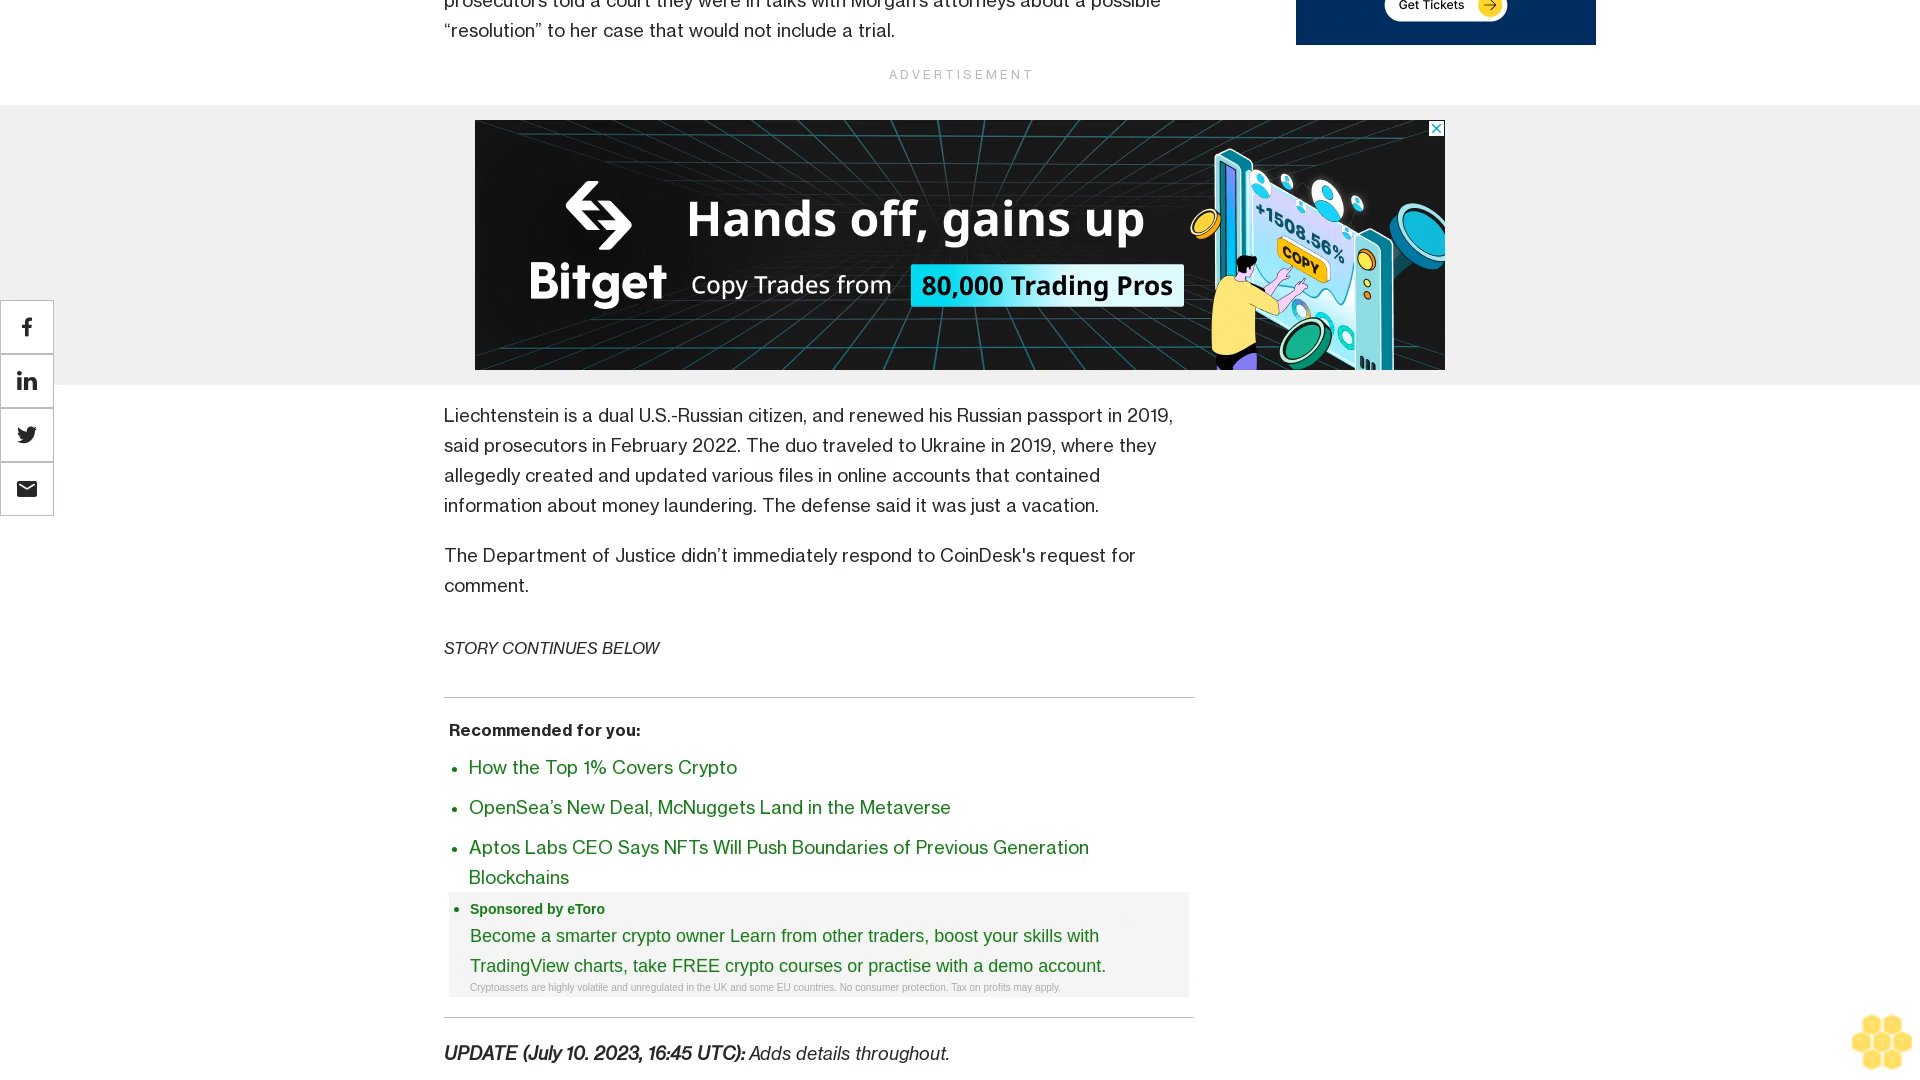 prosecutors told a court they were in talks with Morgan's attorneys about a possible
“resolution” to her case that would not include a trial.
Get Tickets
ADVERTISEMENT
Bitget
Hands off, gains up
Copy Trades from 80,000 Trading Pros
+1508.56%
COPY
Liechtenstein is a dual U.S.-Russian citizen, and renewed his Russian passport in 2019,
said prosecutors in February 2022. The duo traveled to Ukraine in 2019, where they
allegedly created and updated various files in online accounts that contained
information about money laundering. The defense said it was just a vacation.
The Department of Justice didn’t immediately respond to CoinDesk's request for
comment.
STORY CONTINUES BELOW
Recommended for you:
• How the Top 1% Covers Crypto
• OpenSea’s New Deal, McNuggets Land in the Metaverse
• Aptos Labs CEO Says NFTs Will Push Boundaries of Previous Generation
Blockchains
• Sponsored by eToro
Become a smarter crypto owner Learn from other traders, boost your skills with
TradingView charts, take FREE crypto courses or practise with a demo account.
Cryptoassets are highly volatile and unregulated in the UK and some EU countries. No consumer protection. Tax on profits may apply.
UPDATE (July 10. 2023, 16:45 UTC): Adds details throughout.